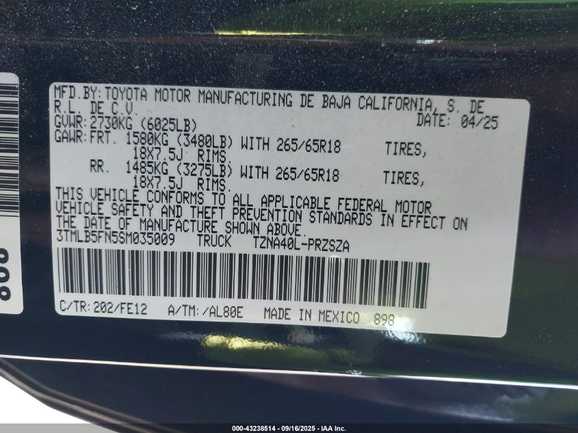 MFD.BY:TOYOTA MOTOR MANUFACTURING DE BAJA CALIFORNIA, S. DE
R.L. DE C.V. DATE: 04/25
GVWR: 2730KG (6025LB)
GAWR: FRT. 1580KG (3480LB) WITH 265/65R18 TIRES,
18X7.5J RIMS.
RR. 1485KG (3275LB) WITH 265/65R18 TIRES,
18X7.5J RIMS.
THIS VEHICLE CONFORMS TO ALL APPLICABLE FEDERAL MOTOR
VEHICLE SAFETY AND THEFT PREVENTION STANDARDS IN EFFECT ON
THE DATE OF MANUFACTURE SHOWN ABOVE.
3TMLB5FN5SM035009 TRUCK TZNA40L-PRZSZA
C/TR: 202/FE12 A/TM: /AL80E MADE IN MEXICO 898
000-43238514 - 09/16/2025 - IAA Inc.